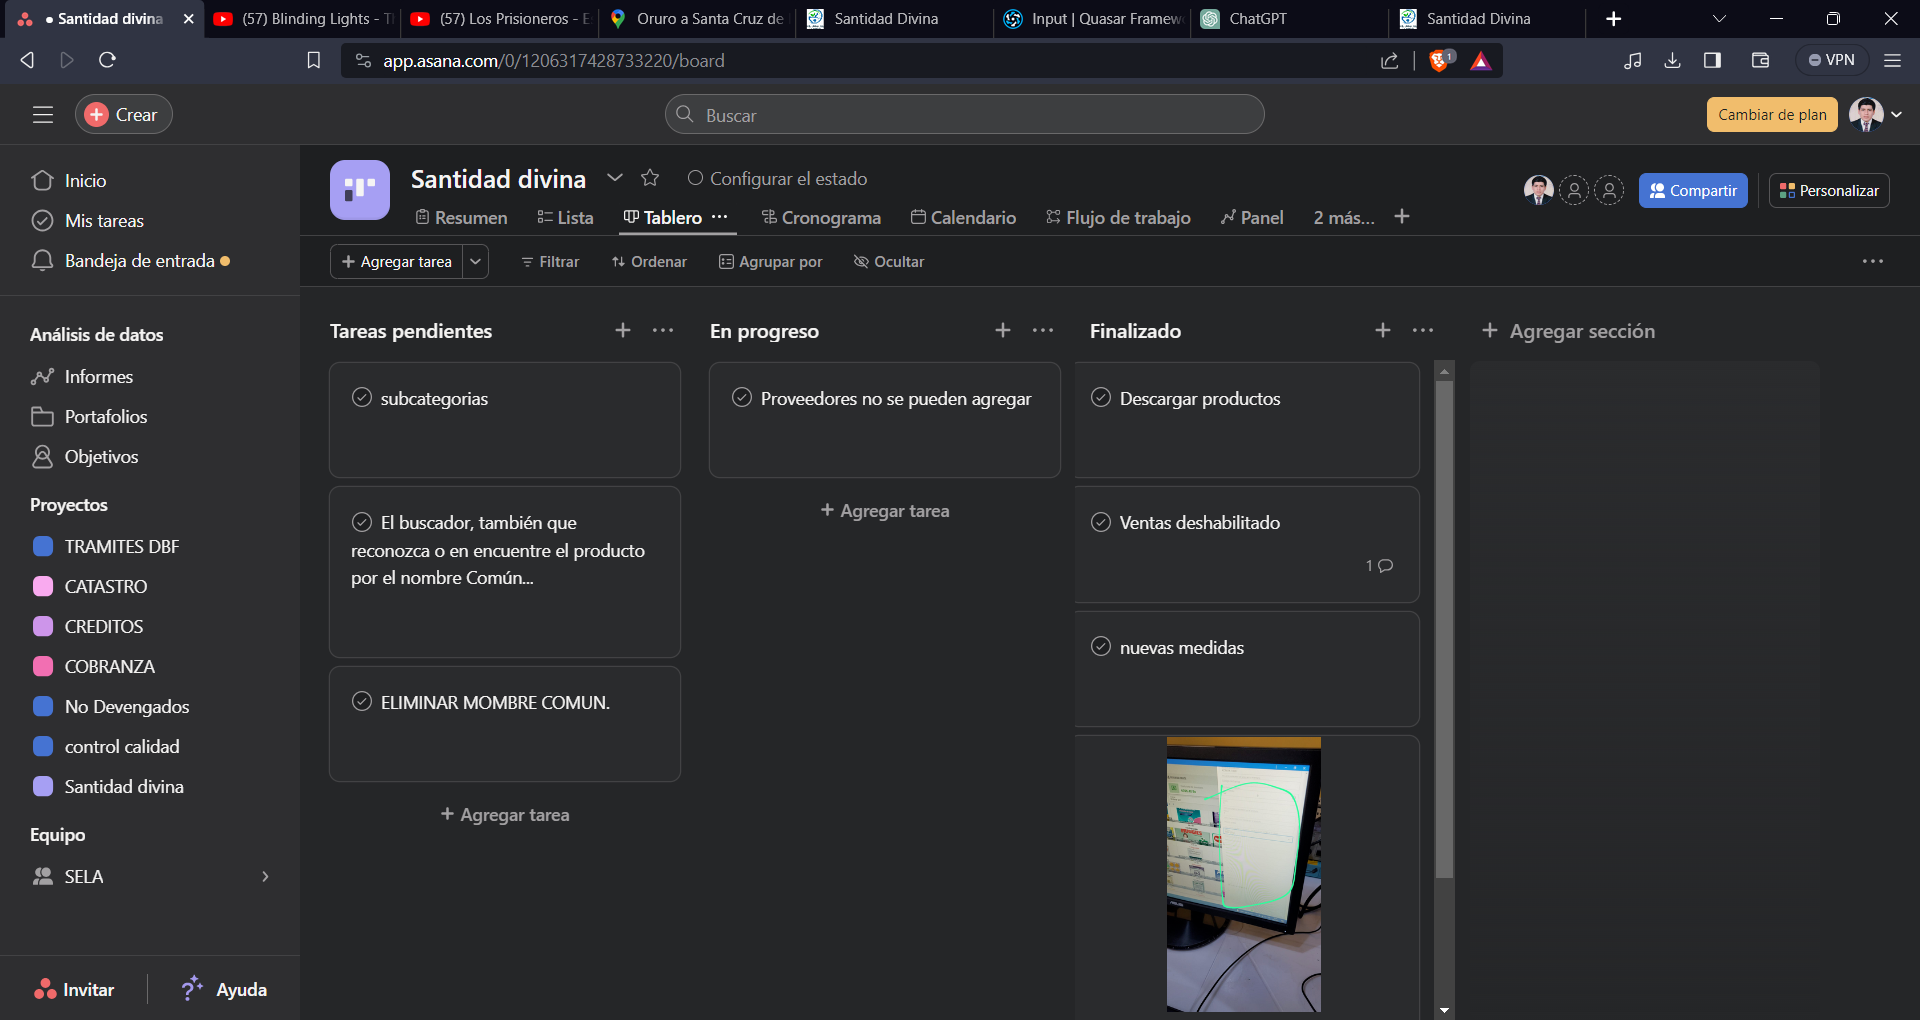 Santidad divina
(57) Blinding Lights - T
(57) Los Prisioneros - E
Oruro a Santa Cruz de
Santidad Divina
Input | Quasar Framew
ChatGPT
Santidad Divina
app.asana.com/0/1206317428733220/board
1
VPN
Crear
Buscar
Cambiar de plan
Inicio
Mis tareas
Bandeja de entrada
Análisis de datos
Informes
Portafolios
Objetivos
Proyectos
TRAMITES DBF
CATASTRO
CREDITOS
COBRANZA
No Devengados
control calidad
Santidad divina
Equipo
SELA
Invitar
Ayuda
Santidad divina
Configurar el estado
Compartir
Personalizar
Resumen
Lista
Tablero
Cronograma
Calendario
Flujo de trabajo
Panel
2 más...
Agregar tarea
Filtrar
Ordenar
Agrupar por
Ocultar
Tareas pendientes
subcategorias
El buscador, también que
reconozca o en encuentre el producto
por el nombre Común...
ELIMINAR MOMBRE COMUN.
Agregar tarea
En progreso
Proveedores no se pueden agregar
Agregar tarea
Finalizado
Descargar productos
Ventas deshabilitado
1
nuevas medidas
Agregar sección